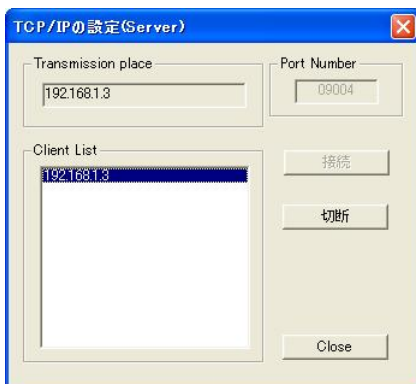 TCP/IPの設定(Server)
Transmission place
192.168.1.3
Port Number
09004
Client List
192.168.1.3
接続
切断
Close